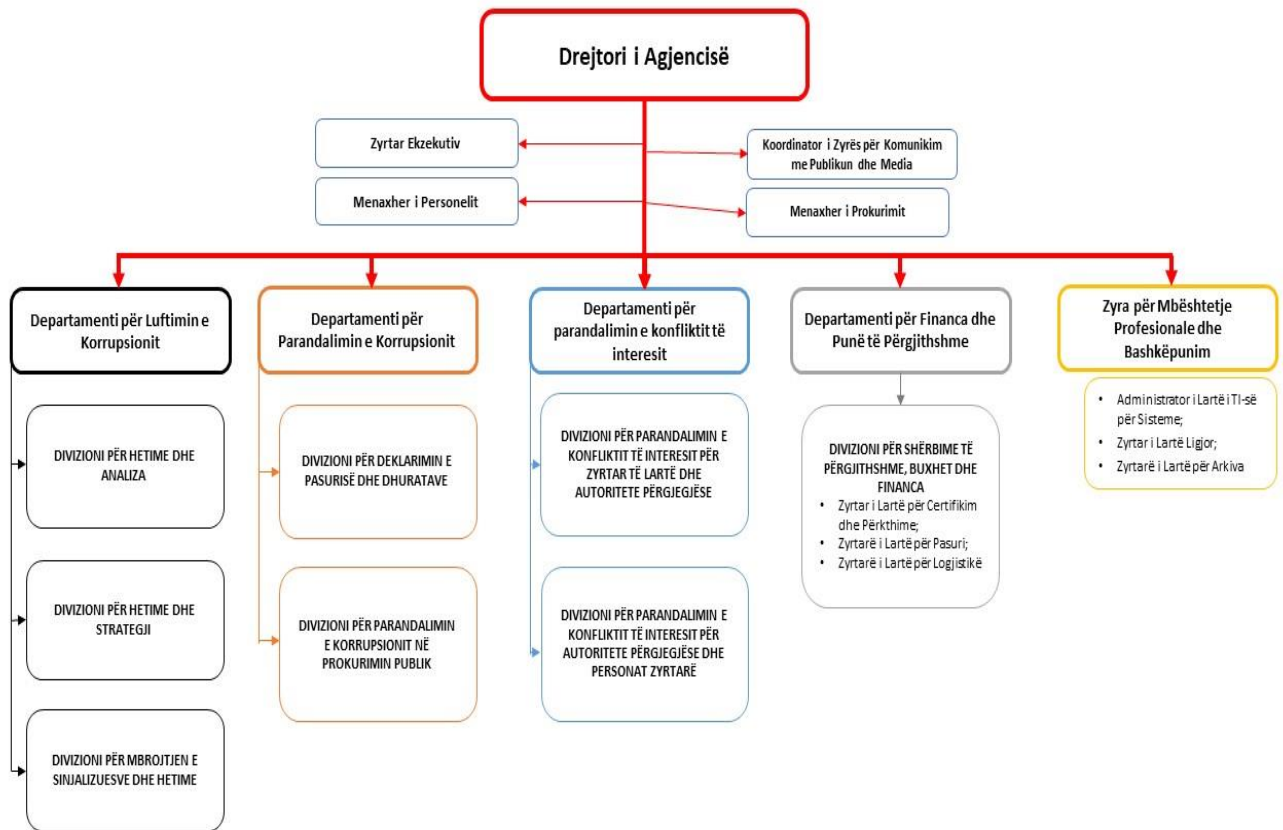 Drejtori i Agjencisë
Zyrtar Ekzekutiv
Koordinator i Zyrës për Komunikim
me Publikun dhe Media
Menaxher i Personelit
Menaxher i Prokurimit
Departamenti për Luftimin e
Korrupsionit
DIVIZIONI PËR HETIME DHE
ANALIZA
DIVIZIONI PËR HETIME DHE
STRATEGJI
DIVIZIONI PËR MBROJTJEN E
SINJALIZUESVE DHE HETIME
Departamenti për
Parandalimin e Korrupsionit
DIVIZIONI PËR DEKLARIMIN E
PASURISË DHE DHURATAVE
DIVIZIONI PËR PARANDALIMIN
E KORRUPSIONIT NË
PROKURIMIN PUBLIK
Departamenti për
parandalimin e konfliktit të
interesit
DIVIZIONI PËR PARANDALIMIN E
KONFLIKTIT TË INTERESIT PËR
ZYRTAR TË LARTË DHE
AUTORITETE PËRGJEGJËSE
DIVIZIONI PËR PARANDALIMIN E
KONFLIKTIT TË INTERESIT PËR
AUTORITETE PËRGJEGJËSE DHE
PERSONAT ZYRTARË
Departamenti për Financa dhe
Punë të Përgjithshme
DIVIZIONI PËR SHËRBIME TË
PËRGJITHSHME, BUXHET DHE
FINANCA
• Zyrtar i Lartë për Certifikim
dhe Përkthime;
• Zyrtarë i Lartë për Pasuri;
• Zyrtarë i Lartë për Logjistikë
Zyra për Mbështetje
Profesionale dhe
Bashkëpunim
• Administrator i Lartë i TI-së
për Sisteme;
• Zyrtar i Lartë Ligjor;
• Zyrtarë i Lartë për Arkiva